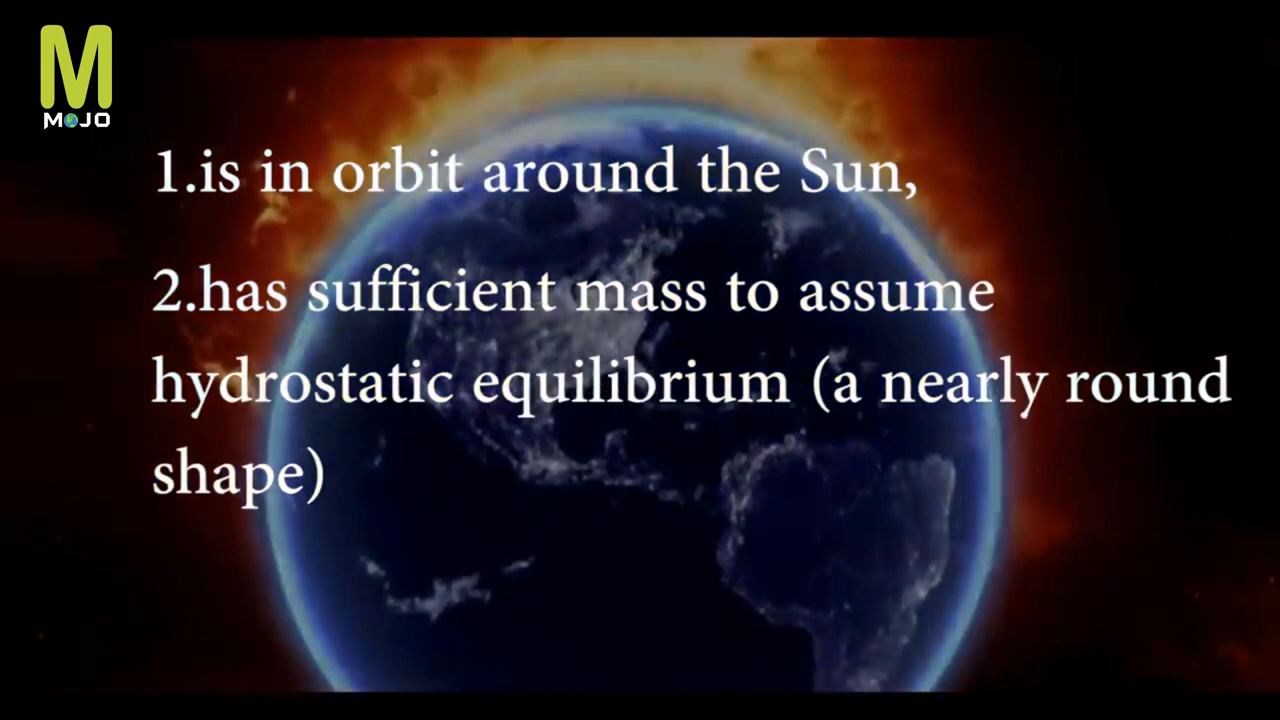 M
MOJO
1.is in orbit around the Sun,
2.has sufficient mass to assume
hydrostatic equilibrium (a nearly round
shape)